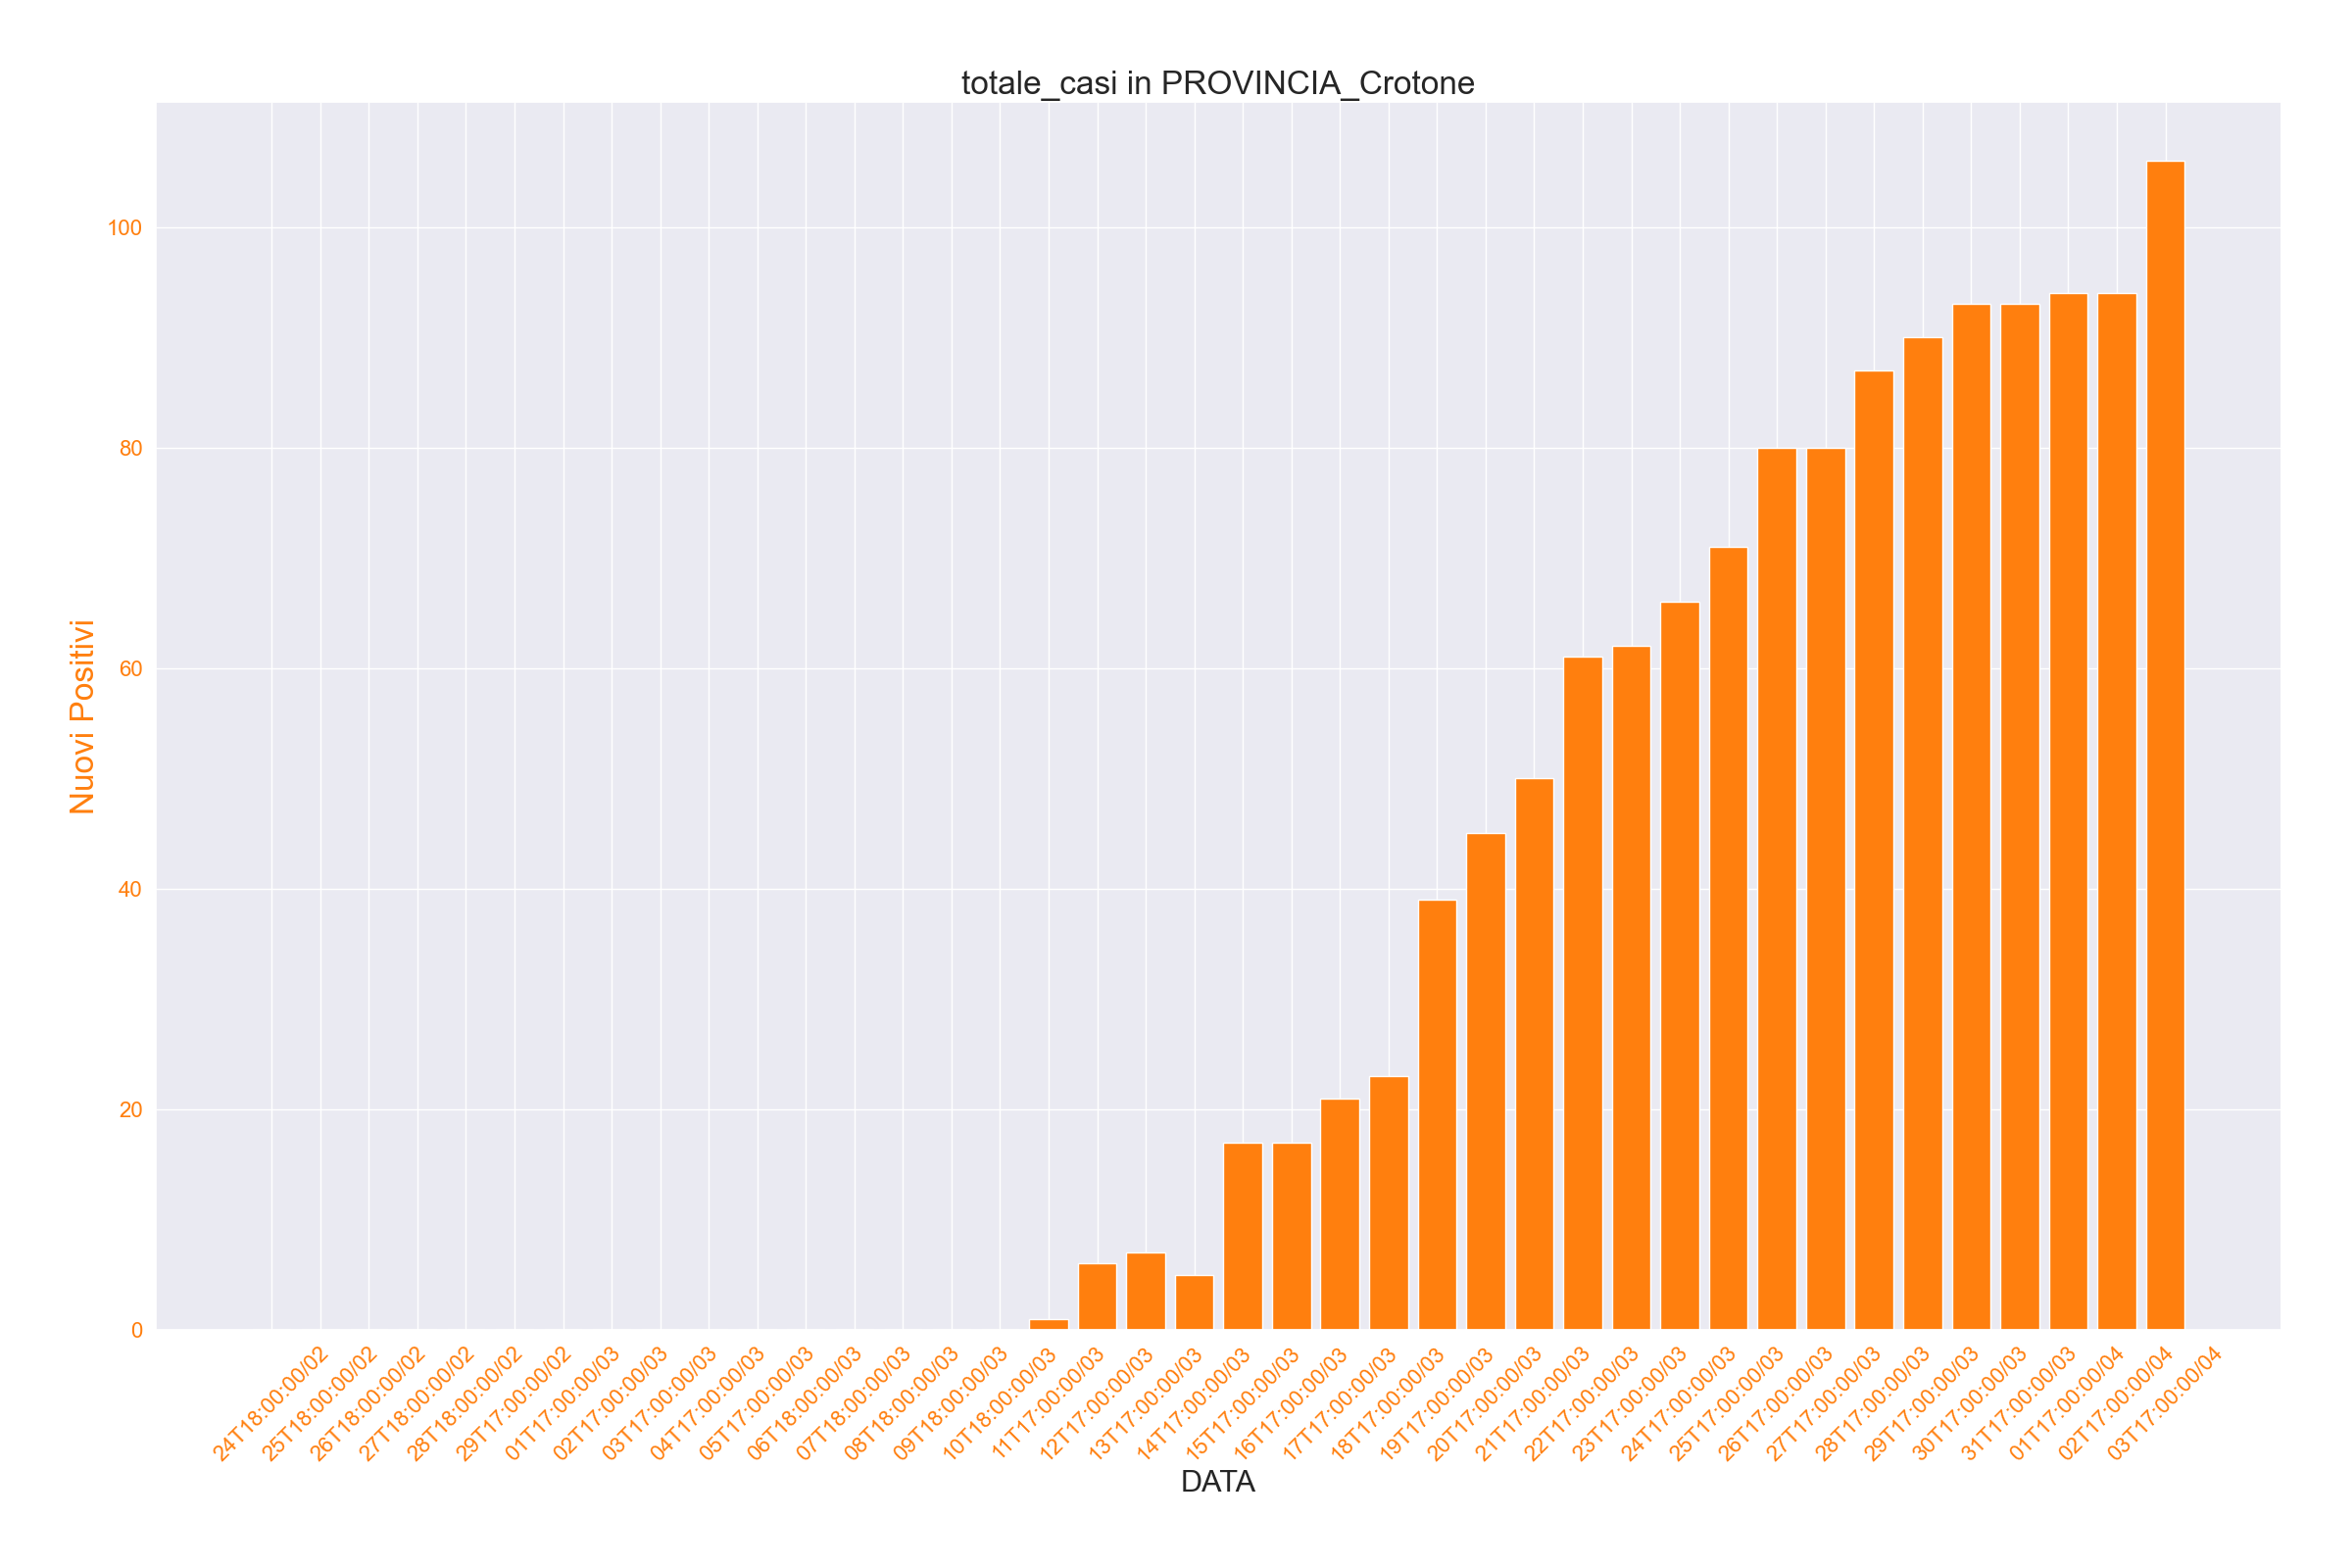 totale_casi in PROVINCIA_Crotone
Nuovi Positivi
100
80
60
40
20
0
24T18:00:00/02
25T18:00:00/02
26T18:00:00/02
27T18:00:00/02
28T18:00:00/02
29T17:00:00/02
01T17:00:00/03
02T17:00:00/03
03T17:00:00/03
04T17:00:00/03
05T17:00:00/03
06T18:00:00/03
07T18:00:00/03
08T18:00:00/03
09T18:00:00/03
10T18:00:00/03
11T17:00:00/03
12T17:00:00/03
13T17:00:00/03
14T17:00:00/03
15T17:00:00/03
16T17:00:00/03
17T17:00:00/03
18T17:00:00/03
19T17:00:00/03
20T17:00:00/03
21T17:00:00/03
22T17:00:00/03
23T17:00:00/03
24T17:00:00/03
25T17:00:00/03
26T17:00:00/03
27T17:00:00/03
28T17:00:00/03
29T17:00:00/03
30T17:00:00/03
31T17:00:00/03
01T17:00:00/04
02T17:00:00/04
03T17:00:00/04
DATA